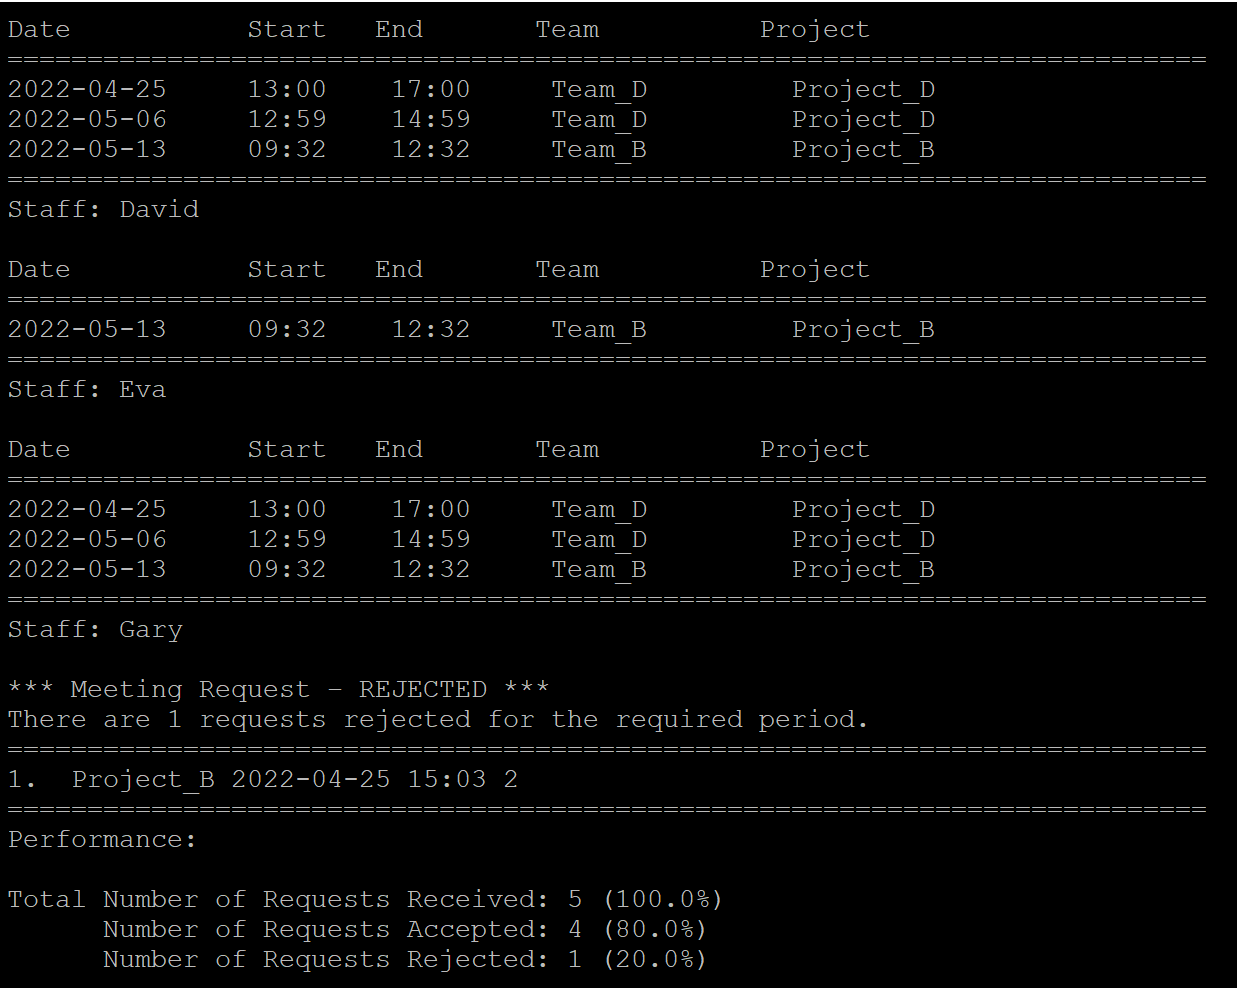 Date           Start   End       Team          Project
===========================================================================
2022-04-25     13:00    17:00     Team_D         Project_D
2022-05-06     12:59    14:59     Team_D         Project_D
2022-05-13     09:32    12:32     Team_B         Project_B
===========================================================================
Staff: David
Date           Start   End       Team          Project
===========================================================================
2022-05-13     09:32    12:32     Team_B         Project_B
===========================================================================
Staff: Eva
Date           Start   End       Team          Project
===========================================================================
2022-04-25     13:00    17:00     Team_D         Project_D
2022-05-06     12:59    14:59     Team_D         Project_D
2022-05-13     09:32    12:32     Team_B         Project_B
===========================================================================
Staff: Gary
*** Meeting Request – REJECTED ***
There are 1 requests rejected for the required period.
===========================================================================
1.  Project_B 2022-04-25 15:03 2
===========================================================================
Performance:
Total Number of Requests Received: 5 (100.0%)
      Number of Requests Accepted: 4 (80.0%)
      Number of Requests Rejected: 1 (20.0%)